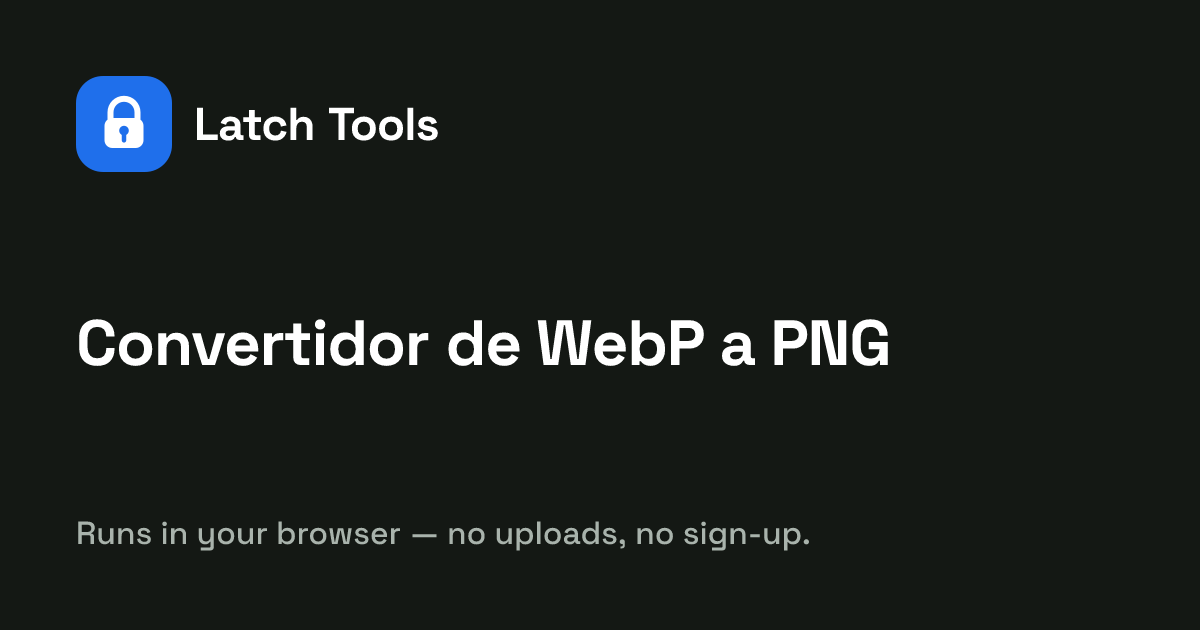 Latch Tools
Convertidor de WebP a PNG
Runs in your browser — no uploads, no sign-up.